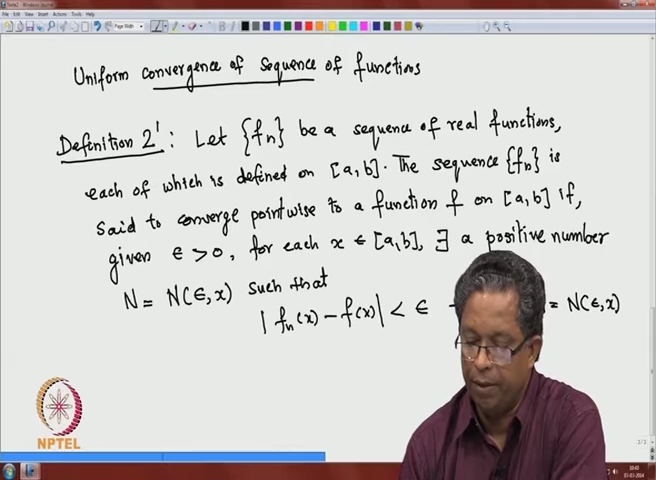 Uniform convergence of sequence of functions
Definition 2': Let {fn} be a sequence of real functions,
each of which is defined on [a,b]. The sequence {fn} is
said to converge pointwise to a function f on [a,b] if,
given ϵ > 0, for each x ∈ [a,b], ∃ a positive number
N = N(ϵ,x) such that
| fn(x) - f(x)| < ϵ = N(ϵ,x)
NPTEL